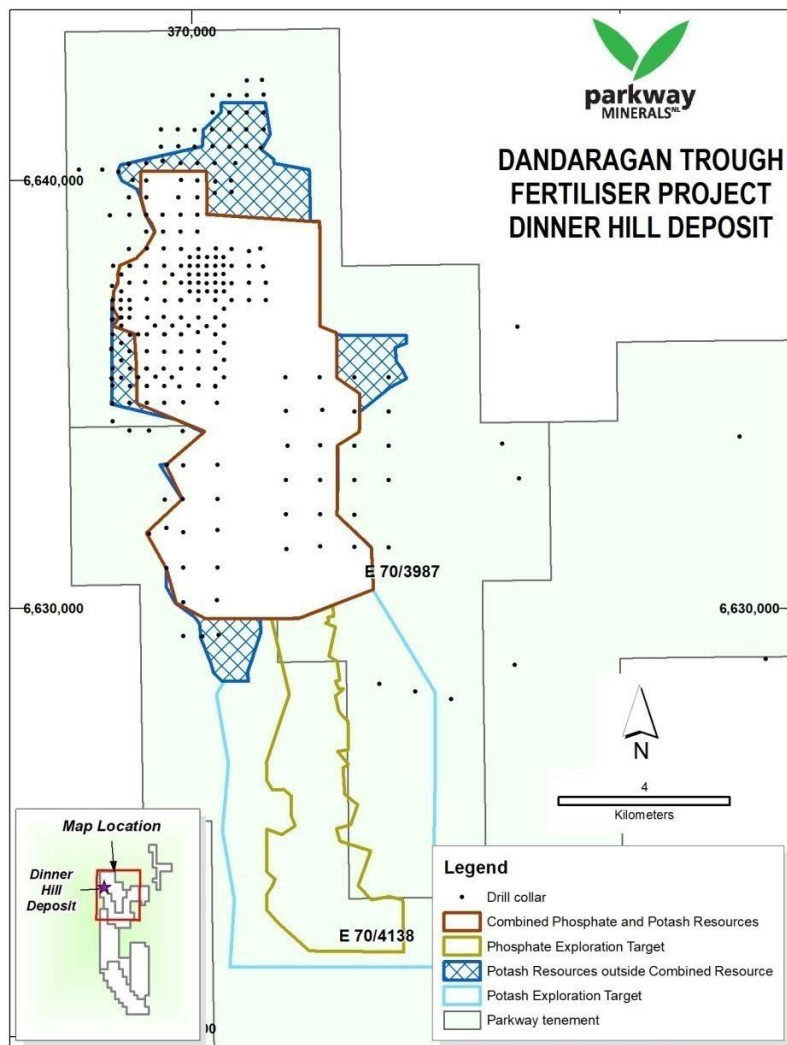 370,000
parkway
MINERALS NL
DANDARAGAN TROUGH
FERTILISER PROJECT
DINNER HILL DEPOSIT
6,640,000
E 70/3987
6,630,000
6,630,000
N
4
Kilometers
Map Location
Dinner
Hill
Deposit
E 70/4138
Legend
Drill collar
Combined Phosphate and Potash Resources
Phosphate Exploration Target
Potash Resources outside Combined Resource
Potash Exploration Target
Parkway tenement